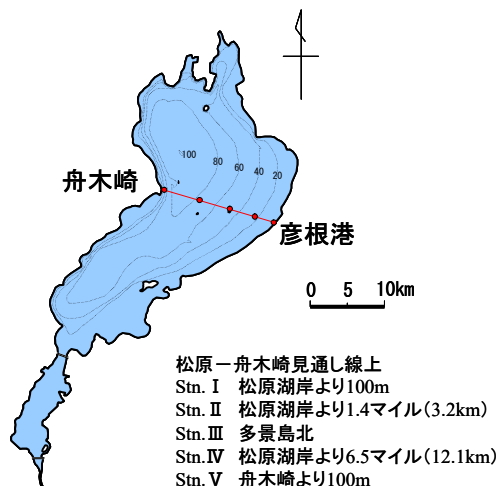 100
80
60
40
20
舟木崎
彦根港
0 5 10km
松原－舟木崎見通し線上
Stn.Ⅰ 松原湖岸より100m
Stn.Ⅱ 松原湖岸より1.4マイル（3.2km）
Stn.Ⅲ 多景島北
Stn.Ⅳ 松原湖岸より6.5マイル（12.1km）
Stn.Ⅴ 舟木崎より100m